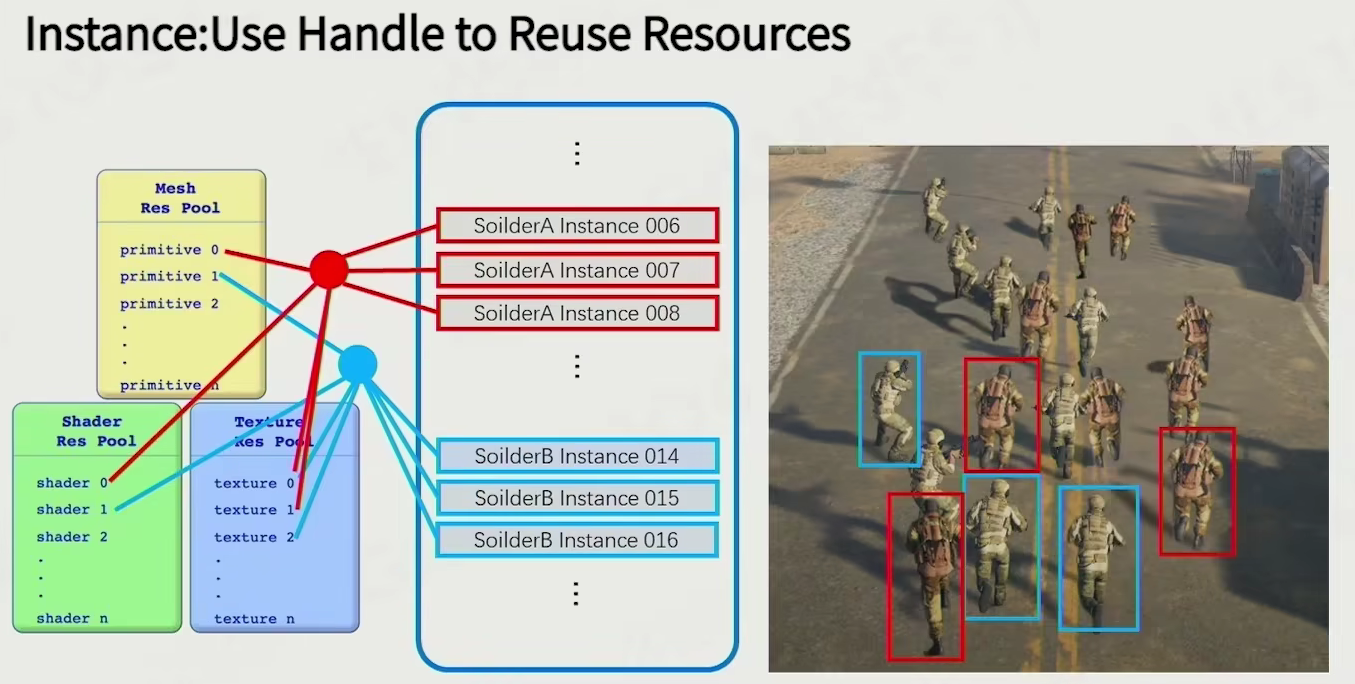 Instance:Use Handle to Reuse Resources
Mesh
Res Pool
primitive 0
primitive 1
primitive 2
primitive n
Shader
Res Pool
shader 0
shader 1
shader 2
shader n
Texture
Res Pool
texture 0
texture 1
texture 2
texture n
SoilderA Instance 006
SoilderA Instance 007
SoilderA Instance 008
SoilderB Instance 014
SoilderB Instance 015
SoilderB Instance 016